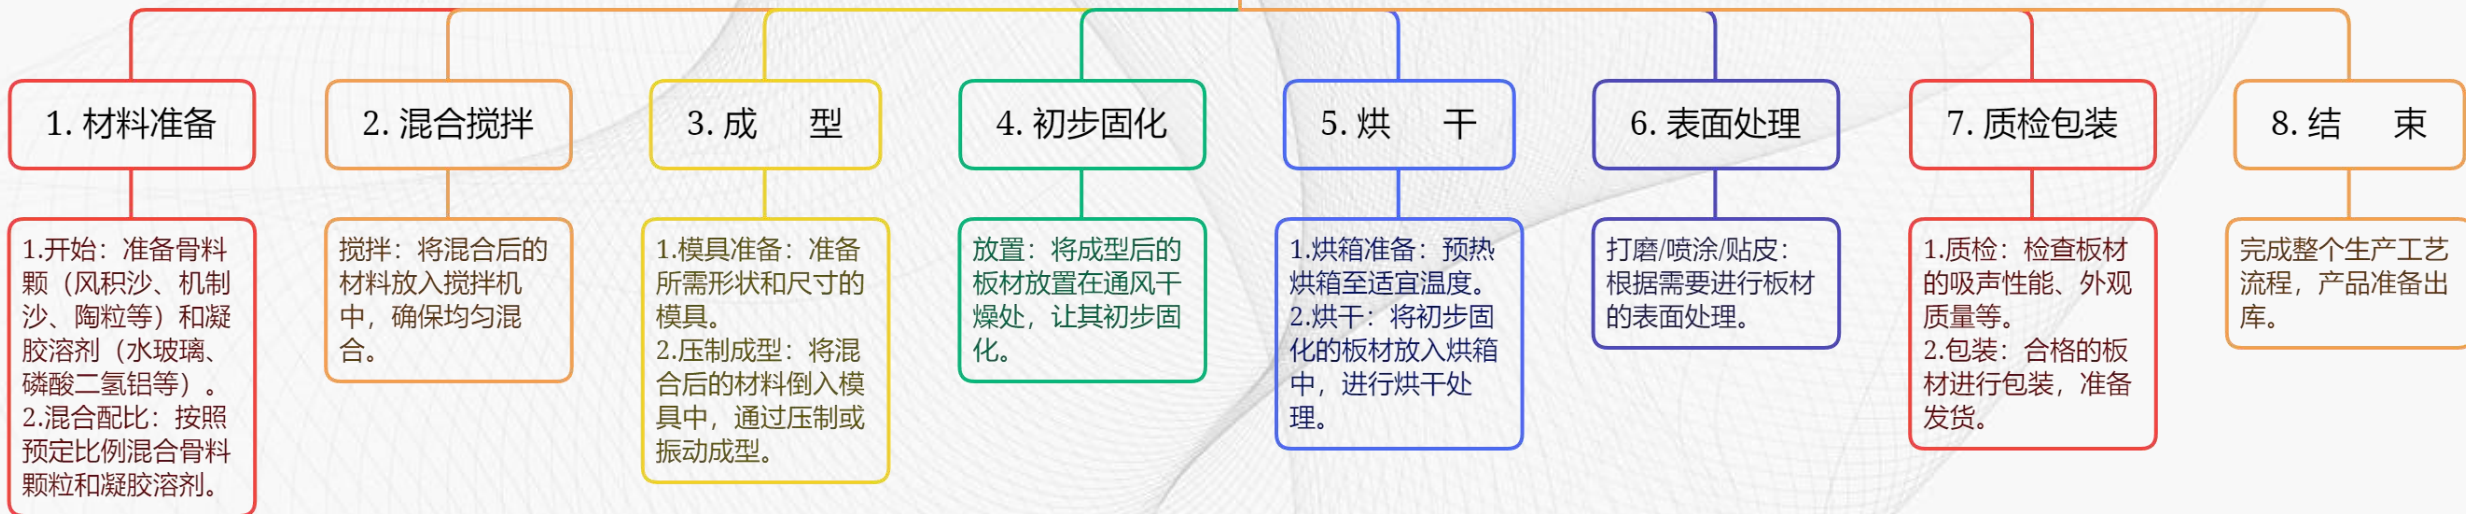 1. 材料准备
1.开始：准备骨料
颗（风积沙、机制
沙、陶粒等）和凝
胶溶剂（水玻璃、
磷酸二氢铝等）。
2.混合配比：按照
预定比例混合骨料
颗粒和凝胶溶剂。
2. 混合搅拌
搅拌：将混合后的
材料放入搅拌机
中，确保均匀混
合。
3. 成 型
1.模具准备：准备
所需形状和尺寸的
模具。
2.压制成型：将混
合后的材料倒入模
具中，通过压制或
振动成型。
4. 初步固化
放置：将成型后的
板材放置在通风干
燥处，让其初步固
化。
5. 烘 干
1.烘箱准备：预热
烘箱至适宜温度。
2.烘干：将初步固
化的板材放入烘箱
中，进行烘干处
理。
6. 表面处理
打磨/喷涂/贴皮：
根据需要进行板材
的表面处理。
7. 质检包装
1.质检：检查板材
的吸声性能、外观
质量等。
2.包装：合格的板
材进行包装，准备
发货。
8. 结 束
完成整个生产工艺
流程，产品准备出
库。